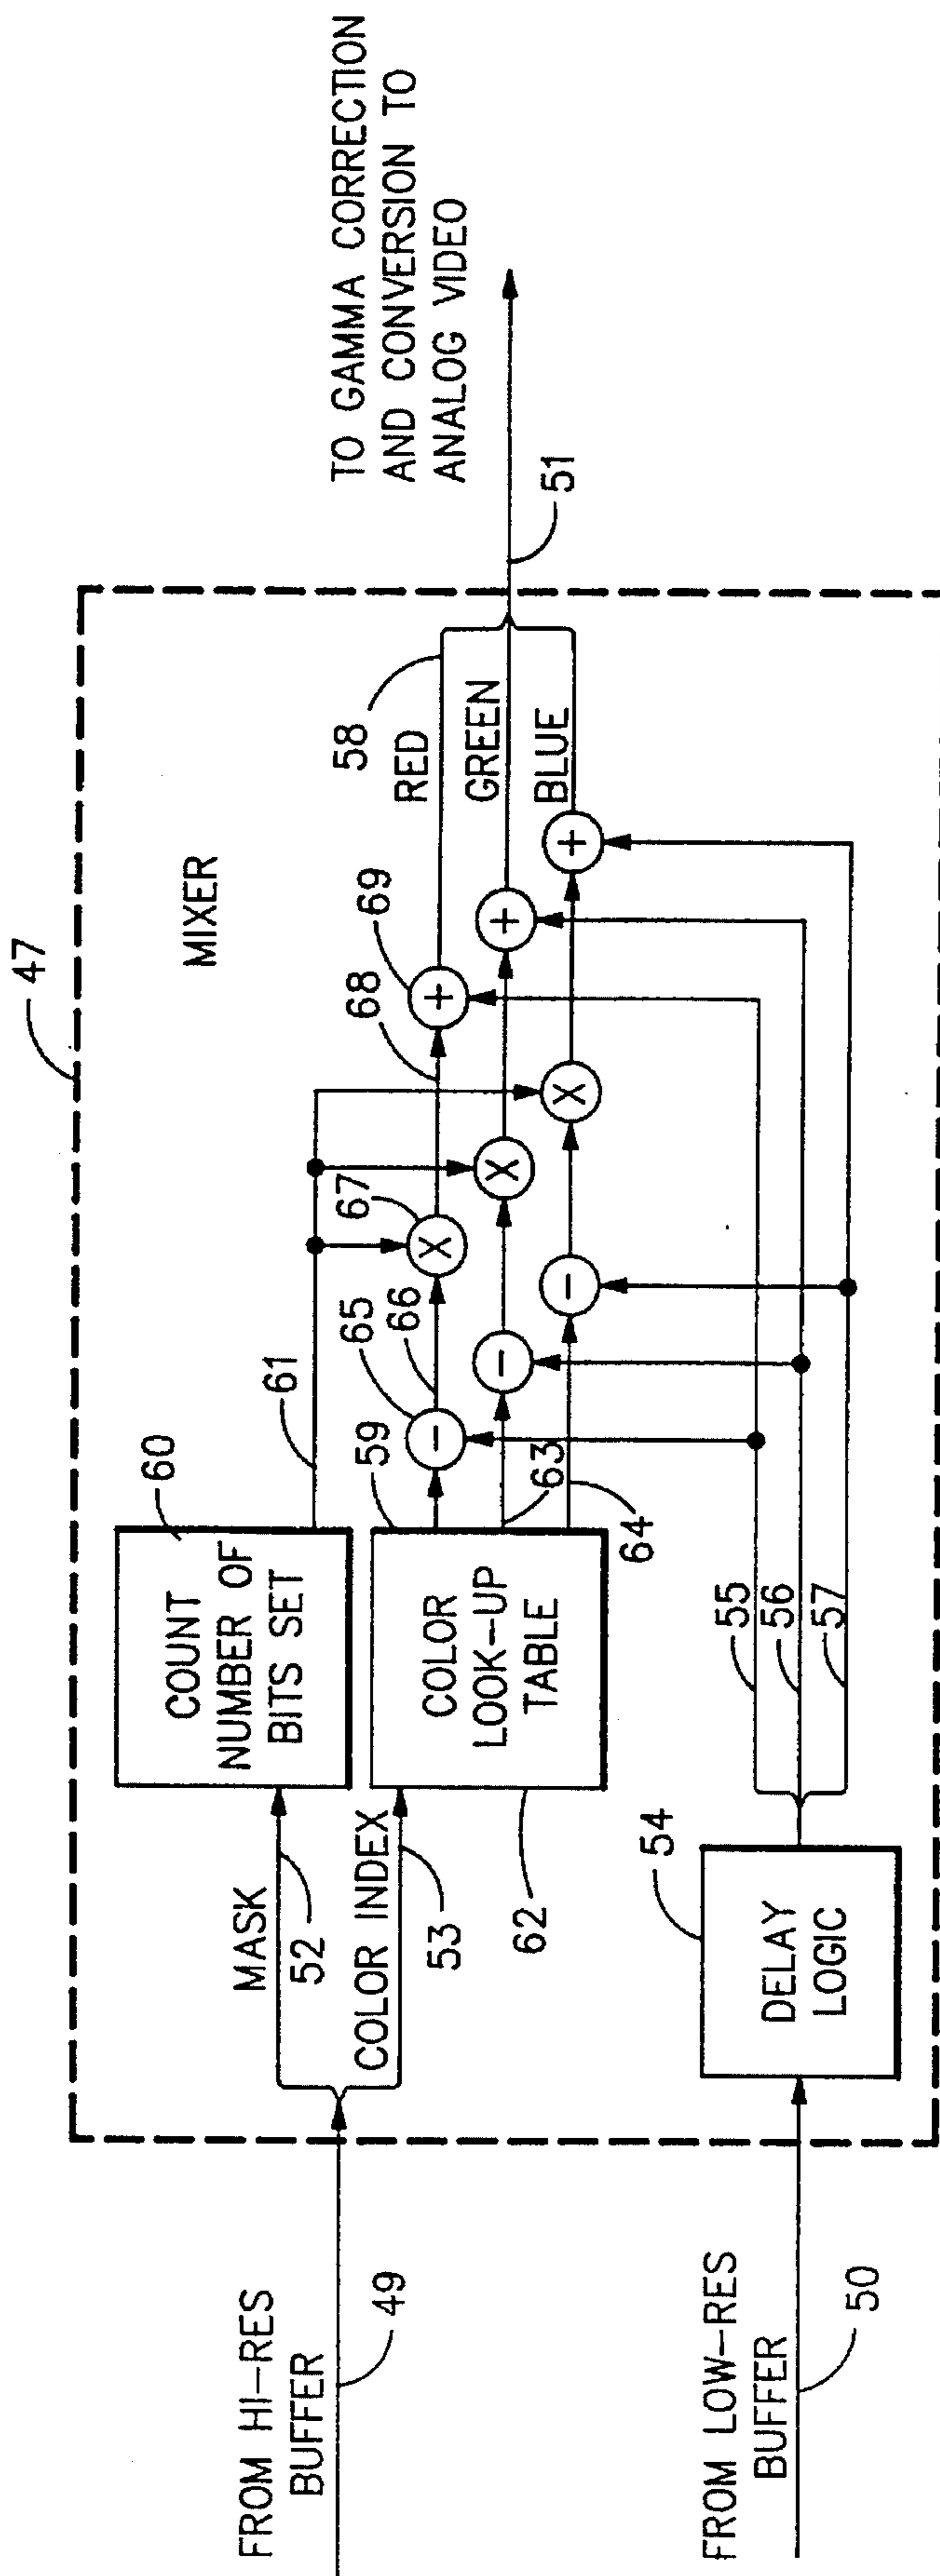 47
MIXER
FROM HI-RES
BUFFER
49
MASK
52
COLOR INDEX
53
COUNT
NUMBER OF
BITS SET
60
61
COLOR
LOOK-UP
TABLE
59
62
63
64
65
66
67
68
69
58
RED
GREEN
BLUE
51
TO GAMMA CORRECTION
AND CONVERSION TO
ANALOG VIDEO
FROM LOW-RES
BUFFER
50
DELAY
LOGIC
54
55
56
57
−
−
−
X
X
X
+
+
+